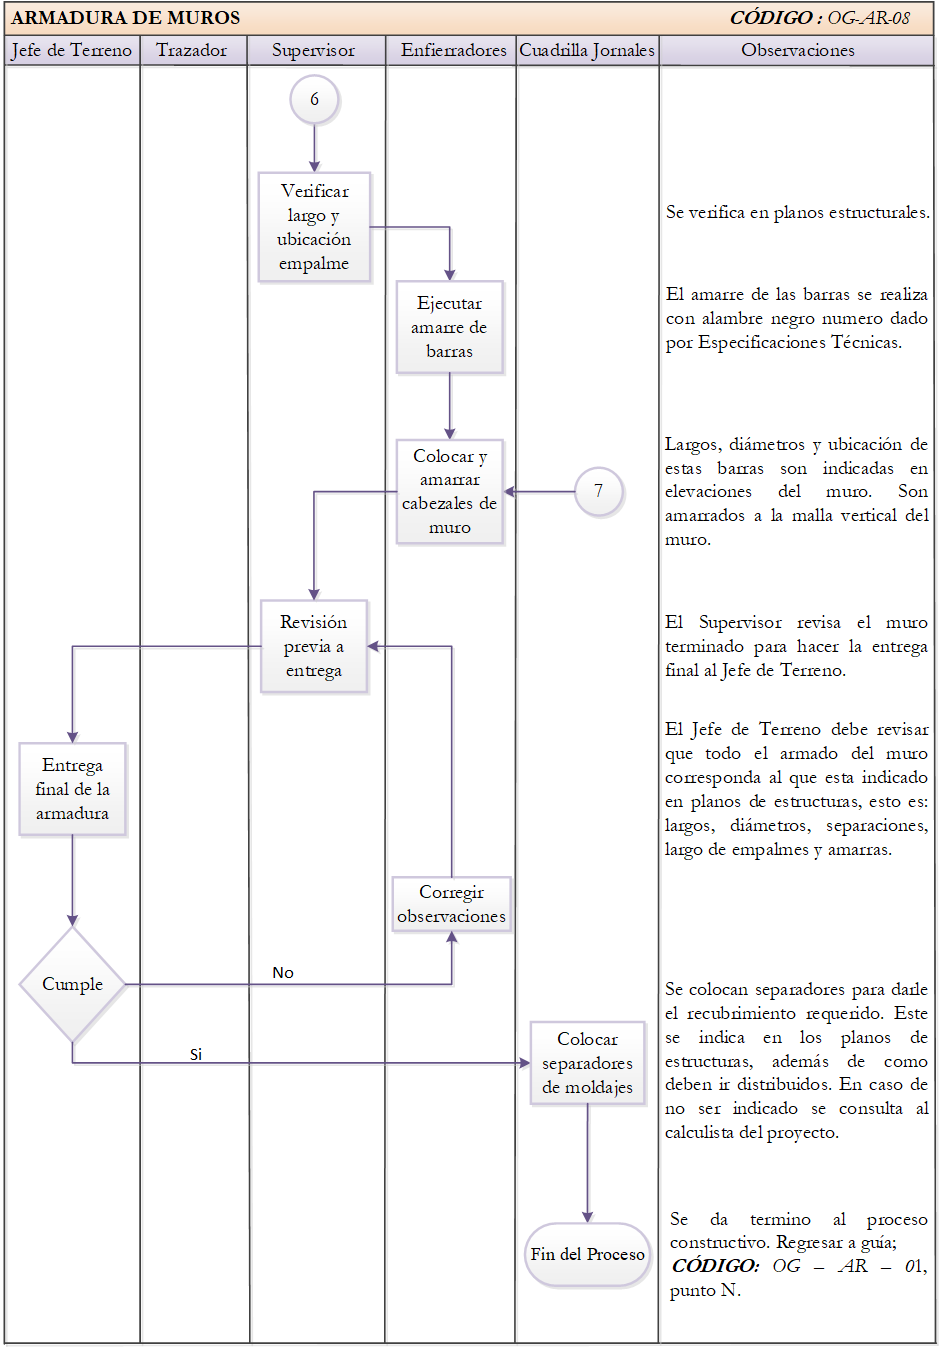 ARMADURA DE MUROS
CÓDIGO : OG-AR-08
Jefe de Terreno
Trazador
Supervisor
Enfierradores
Cuadrilla Jornales
Observaciones
6
Verificar
largo y
ubicación
empalme
Se verifica en planos estructurales.
Ejecutar
amarre de
barras
El amarre de las barras se realiza
con alambre negro numero dado
por Especificaciones Técnicas.
Colocar y
amarrar
cabezales de
muro
7
Largos, diámetros y ubicación de
estas barras son indicadas en
elevaciones del muro. Son
amarrados a la malla vertical del
muro.
Revisión
previa a
entrega
El Supervisor revisa el muro
terminado para hacer la entrega
final al Jefe de Terreno.
Entrega
final de la
armadura
El Jefe de Terreno debe revisar
que todo el armado del muro
corresponda al que esta indicado
en planos de estructuras, esto es:
largos, diámetros, separaciones,
largo de empalmes y amarras.
Corregir
observaciones
Cumple
No
Si
Colocar
separadores
de moldajes
Se colocan separadores para darle
el recubrimiento requerido. Este
se indica en los planos de
estructuras, además de como
deben ir distribuidos. En caso de
no ser indicado se consulta al
calculista del proyecto.
Fin del Proceso
Se da termino al proceso
constructivo. Regresar a guía;
CÓDIGO: OG – AR – 01,
punto N.